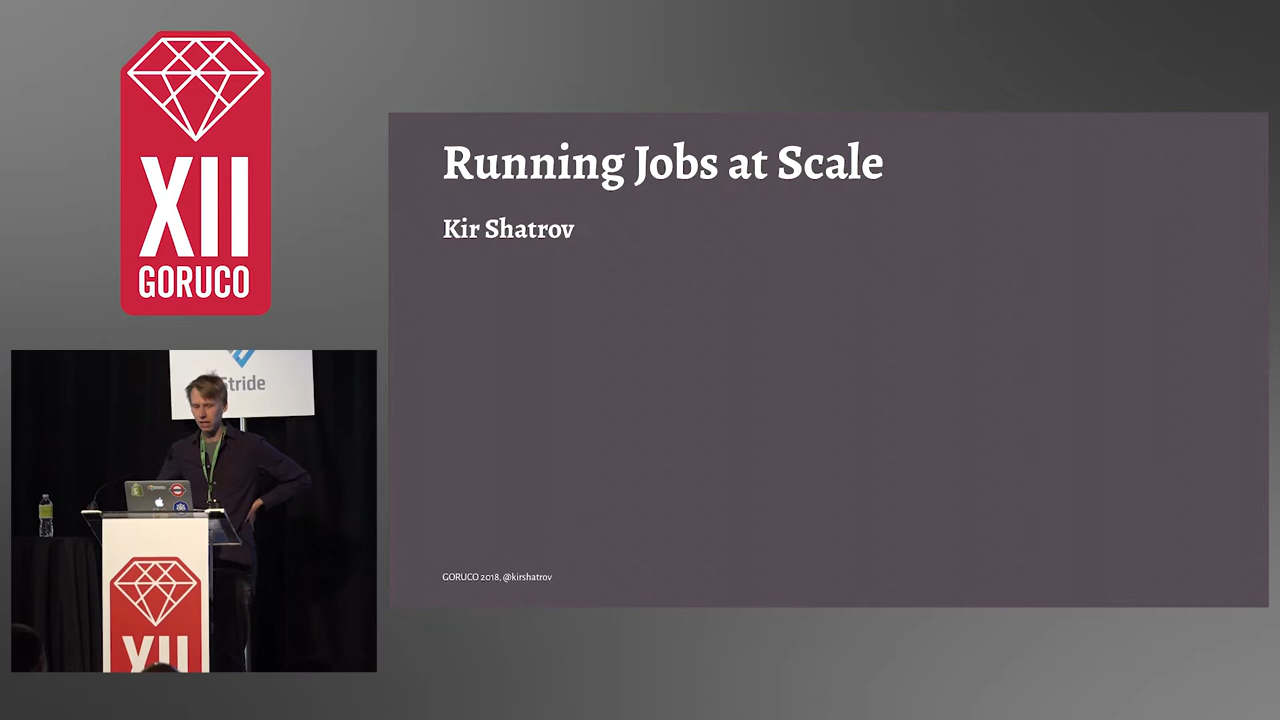 XII
GORUCO
Running Jobs at Scale
Kir Shatrov
GORUCO 2018, @kirshatrov
Stride
XII